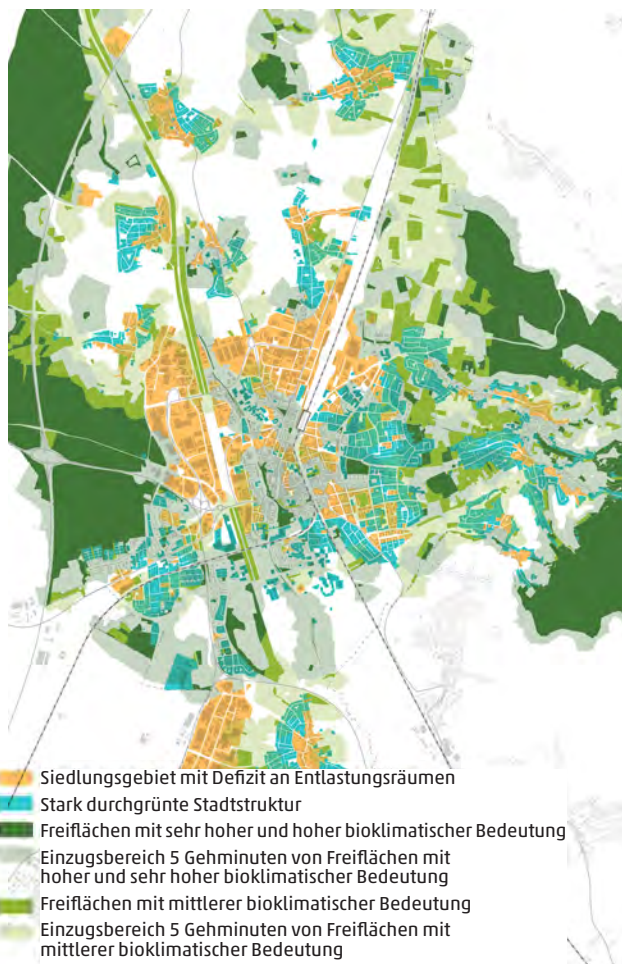 Siedlungsgebiet mit Defizit an Entlastungsräumen
Stark durchgrünte Stadtstruktur
Freiflächen mit sehr hoher und hoher bioklimatischer Bedeutung
Einzugsbereich 5 Gehminuten von Freiflächen mit
hoher und sehr hoher bioklimatischer Bedeutung
Freiflächen mit mittlerer bioklimatischer Bedeutung
Einzugsbereich 5 Gehminuten von Freiflächen mit
mittlerer bioklimatischer Bedeutung